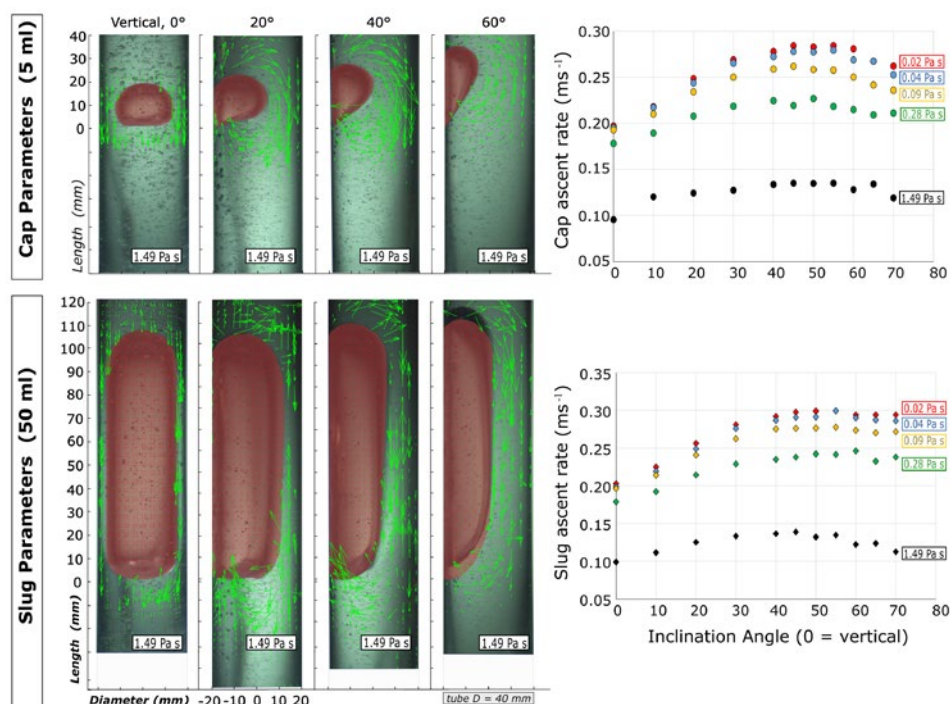 Cap Parameters (5 ml)
Vertical, 0°
20°
40°
60°
40
30
20
10
0
Length (mm)
1.49 Pa s
1.49 Pa s
1.49 Pa s
1.49 Pa s
Cap ascent rate (ms⁻¹)
0.30
0.25
0.20
0.15
0.10
0.05
0 10 20 30 40 50 60 70 80
0.02 Pa s
0.04 Pa s
0.09 Pa s
0.28 Pa s
1.49 Pa s
Slug Parameters (50 ml)
120
110
100
90
80
70
60
50
40
30
20
10
0
Length (mm)
1.49 Pa s
1.49 Pa s
1.49 Pa s
1.49 Pa s
Diameter (mm) -20 -10 0 10 20
tube D = 40 mm
Slug ascent rate (ms⁻¹)
0.35
0.30
0.25
0.20
0.15
0.10
0.05
0 10 20 30 40 50 60 70 80
0.02 Pa s
0.04 Pa s
0.09 Pa s
0.28 Pa s
1.49 Pa s
Inclination Angle (0 = vertical)